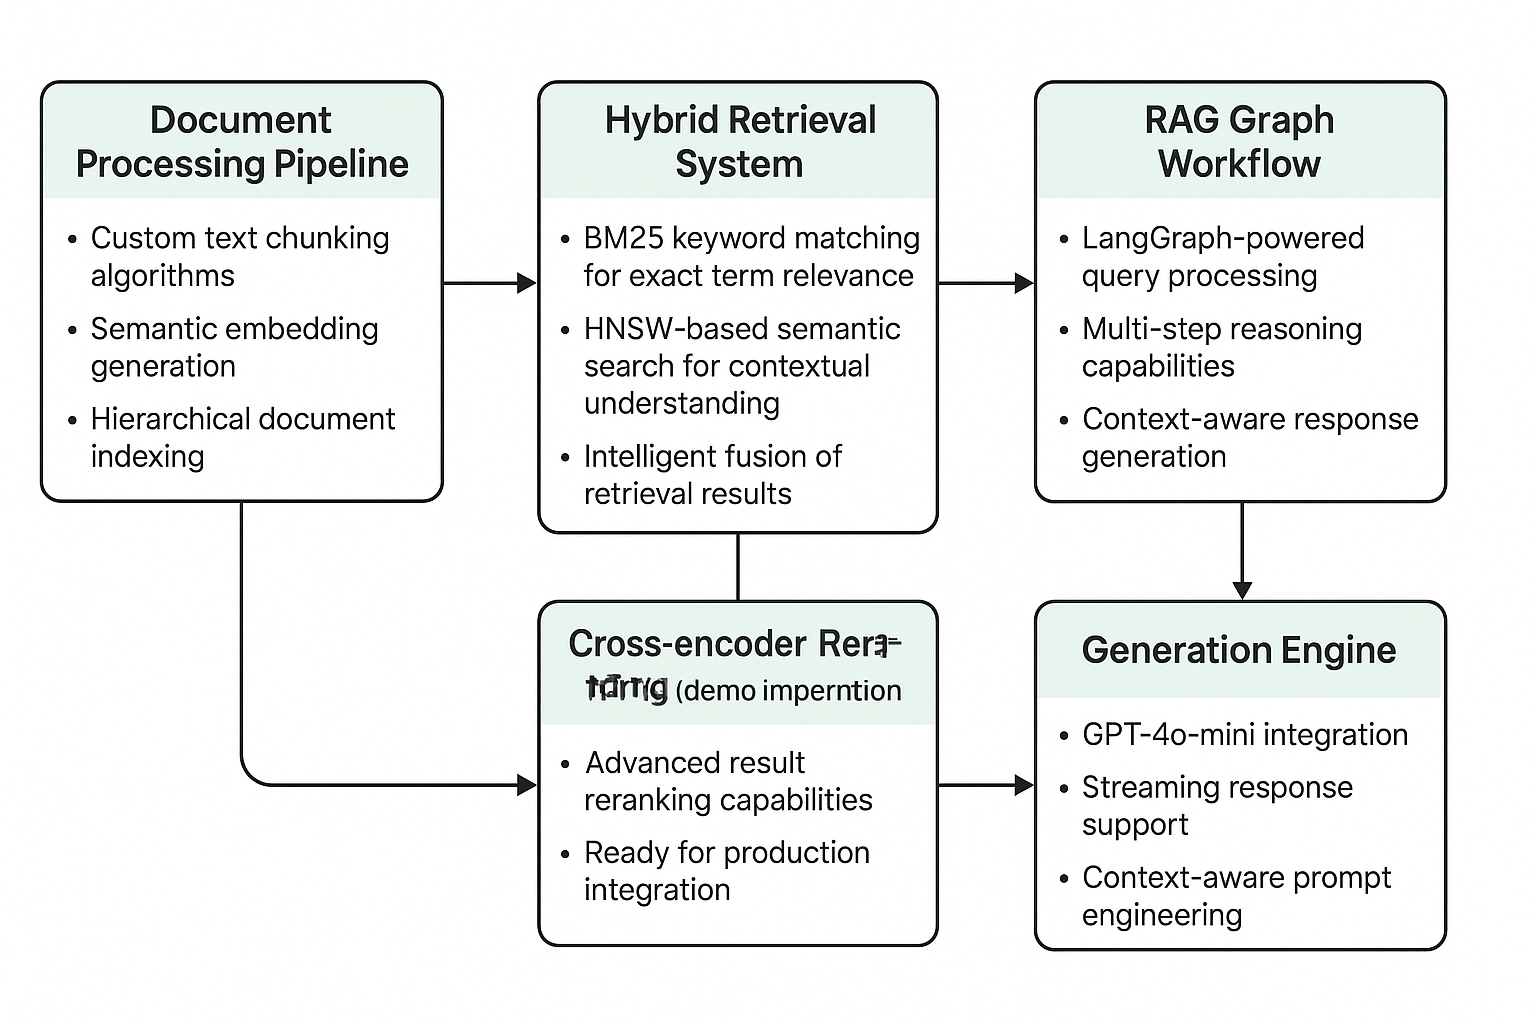 Document
Processing Pipeline
• Custom text chunking
algorithms
• Semantic embedding
generation
• Hierarchical document
indexing
Hybrid Retrieval
System
• BM25 keyword matching
for exact term relevance
• HNSW-based semantic
search for contextual
understanding
• Intelligent fusion of
retrieval results
RAG Graph
Workflow
• LangGraph-powered
query processing
• Multi-step reasoning
capabilities
• Context-aware response
generation
Cross-encoder
(demo imperntion
• Advanced result
reranking capabilities
• Ready for production
integration
Generation Engine
• GPT-4o-mini integration
• Streaming response
support
• Context-aware prompt
engineering